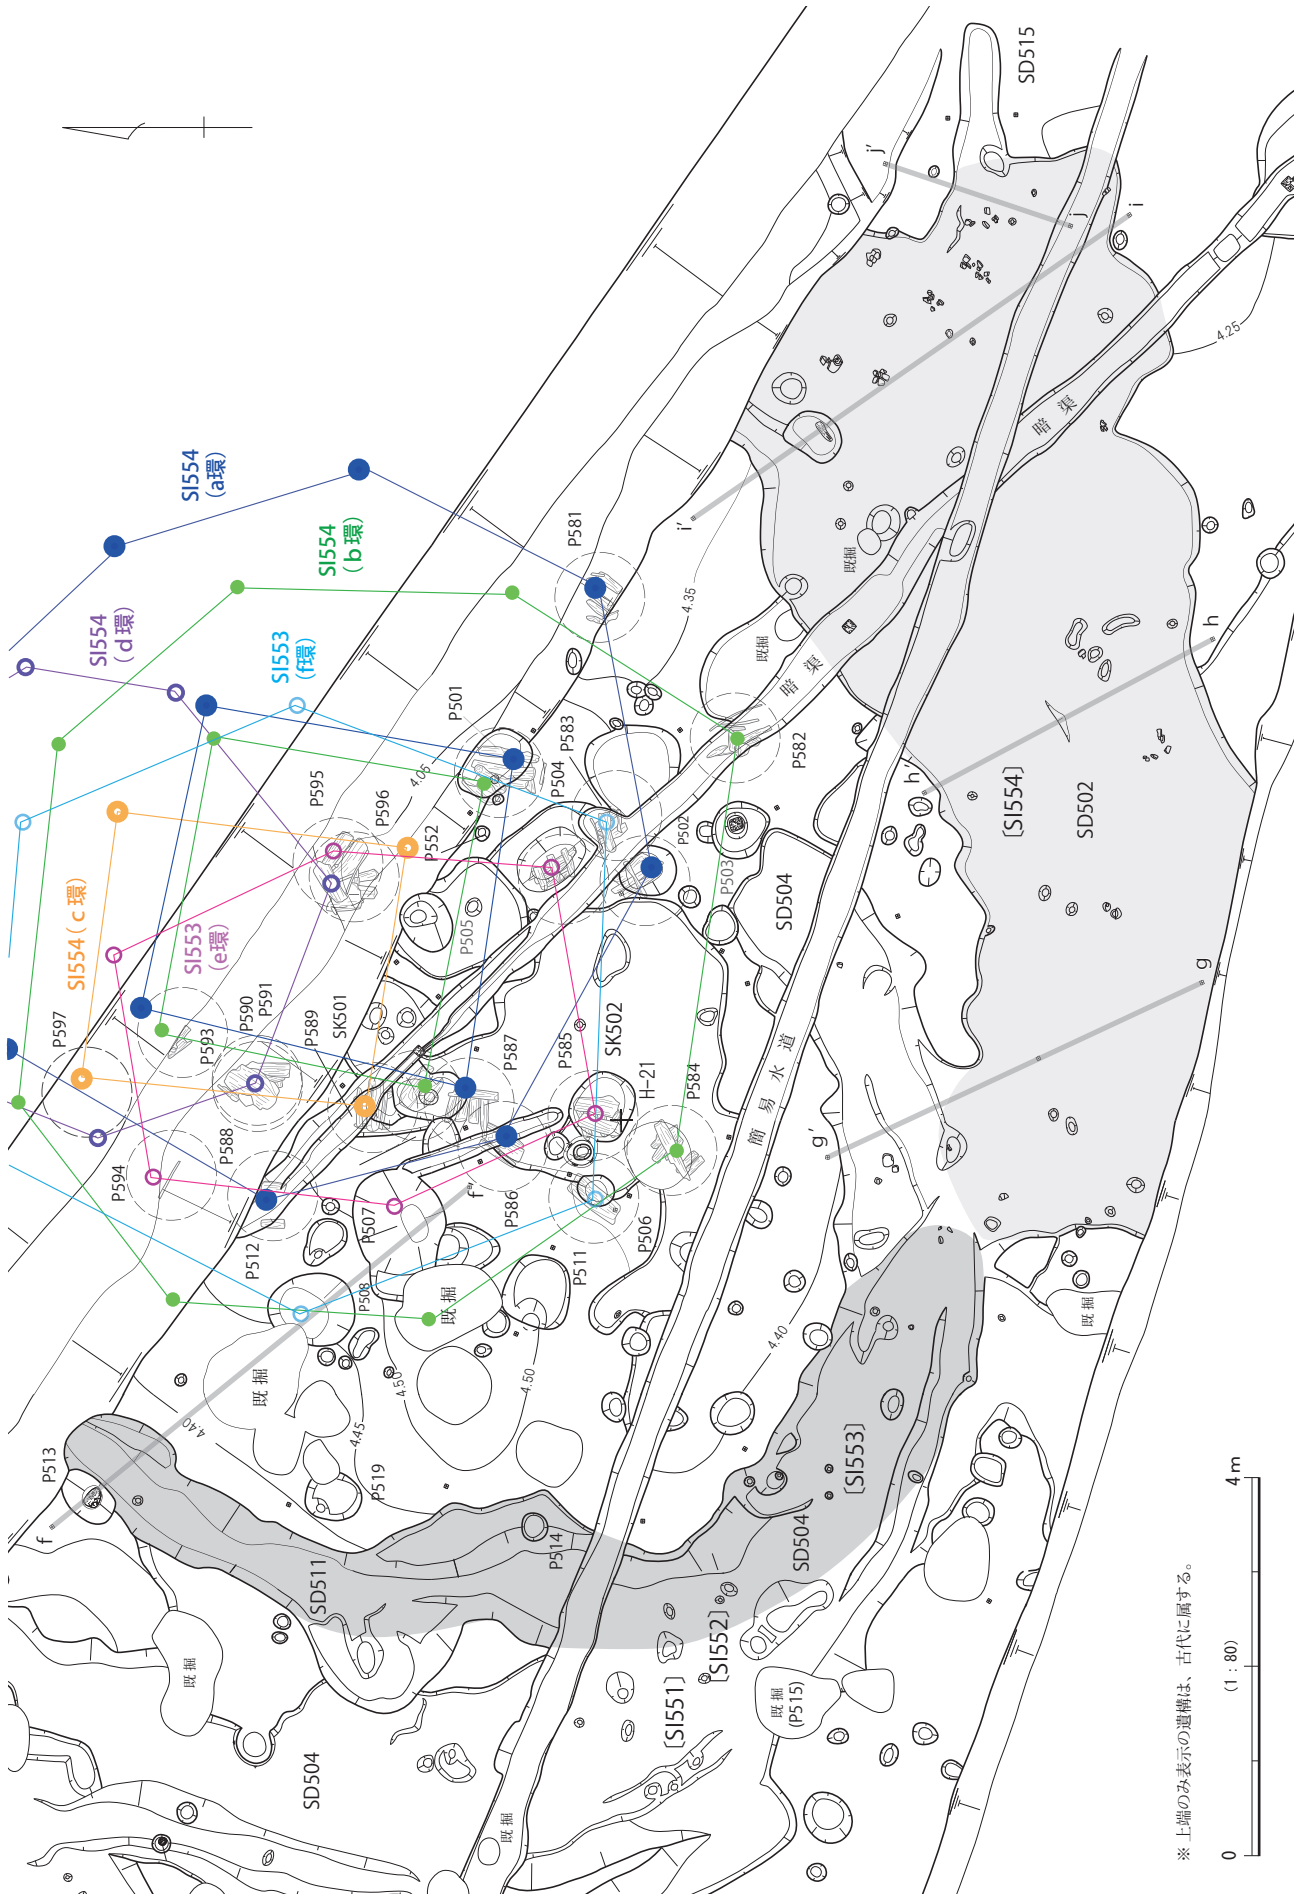 SD515
j'
j
i
4.25
暗渠
SI554
(a環)
SI554
(b環)
SI554
(d環)
SI553
(f環)
SI554(c環)
SI553
(e環)
P581
i'
4.35
既掘
既掘
暗渠
P582
P501
P583
P504
P502
P503
SD504
h
h'
[SI554]
SD502
P595
P596
4.05
P552
P505
P597
P593
P590
P591
P589
SK501
P587
P585
SK502
H-21
P584
簡易水道
g
g'
P594
P588
P512
P507
f'
P586
P506
P511
P508
既掘
既掘
既掘
4.50
4.50
4.45
4.40
4.40
P513
f
P519
P514
SD511
SD504
[SI553]
[SI552]
[SI551]
既掘
既掘
(P515)
SD504
既掘
※ 上端のみ表示の遺構は、古代に属する。
0
(1:80)
4m